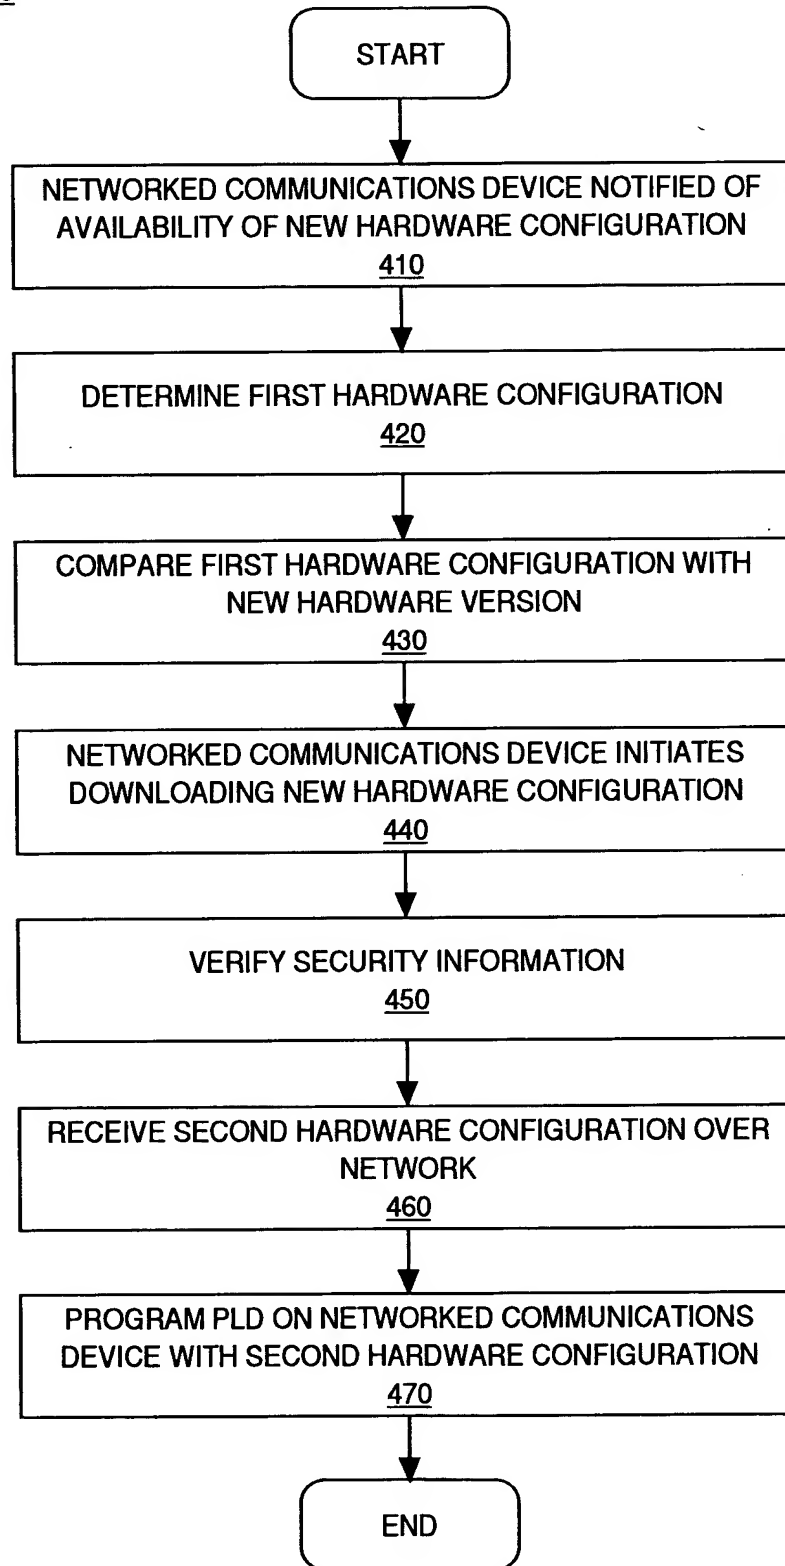 START
NETWORKED COMMUNICATIONS DEVICE NOTIFIED OF
AVAILABILITY OF NEW HARDWARE CONFIGURATION
410
DETERMINE FIRST HARDWARE CONFIGURATION
420
COMPARE FIRST HARDWARE CONFIGURATION WITH
NEW HARDWARE VERSION
430
NETWORKED COMMUNICATIONS DEVICE INITIATES
DOWNLOADING NEW HARDWARE CONFIGURATION
440
VERIFY SECURITY INFORMATION
450
RECEIVE SECOND HARDWARE CONFIGURATION OVER
NETWORK
460
PROGRAM PLD ON NETWORKED COMMUNICATIONS
DEVICE WITH SECOND HARDWARE CONFIGURATION
470
END